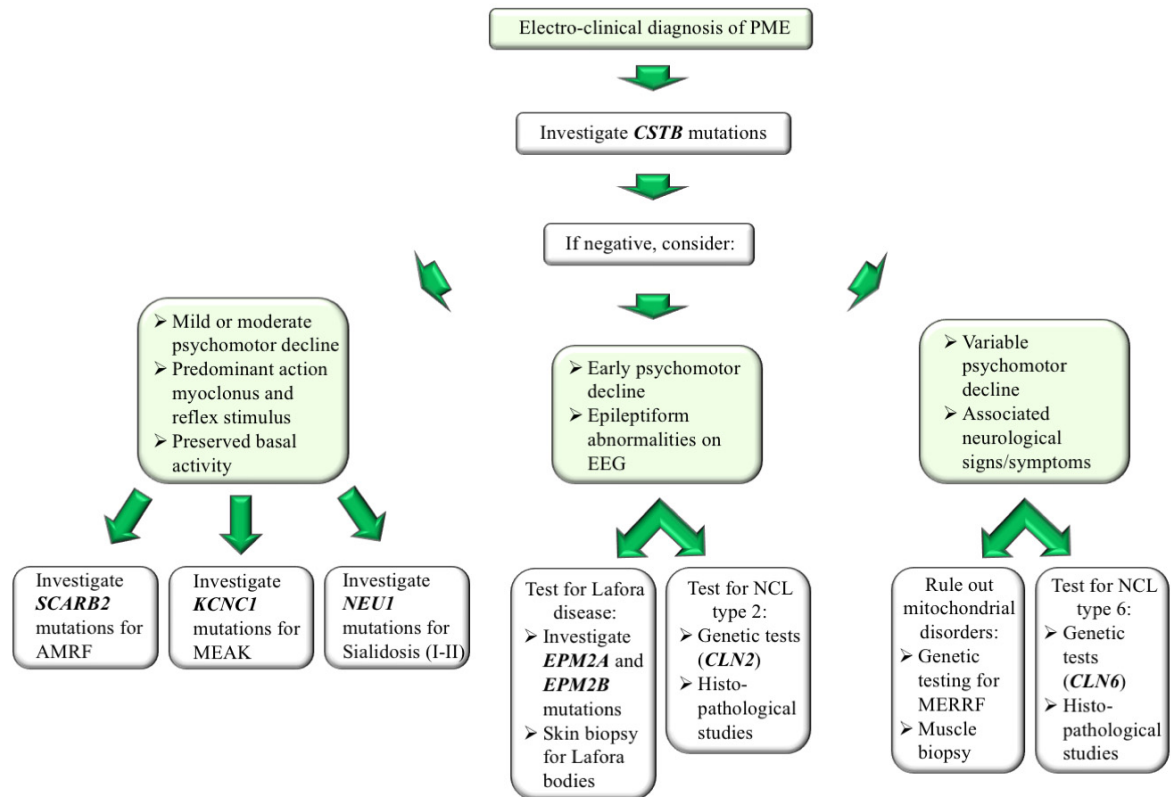 Electro-clinical diagnosis of PME
Investigate CSTB mutations
If negative, consider:
➢ Mild or moderate
psychomotor decline
➢ Predominant action
myoclonus and
reflex stimulus
➢ Preserved basal
activity
➢ Early psychomotor
decline
➢ Epileptiform
abnormalities on
EEG
➢ Variable
psychomotor
decline
➢ Associated
neurological
signs/symptoms
Investigate
SCARB2
mutations for
AMRF
Investigate
KCNC1
mutations for
MEAK
Investigate
NEU1
mutations for
Sialidosis (I-II)
Test for Lafora
disease:
➢ Investigate
EPM2A and
EPM2B
mutations
➢ Skin biopsy
for Lafora
bodies
Test for NCL
type 2:
➢ Genetic tests
(CLN2)
➢ Histo-
pathological
studies
Rule out
mitochondrial
disorders:
➢ Genetic
testing for
MERRF
➢ Muscle
biopsy
Test for NCL
type 6:
➢ Genetic
tests
(CLN6)
➢ Histo-
pathological
studies